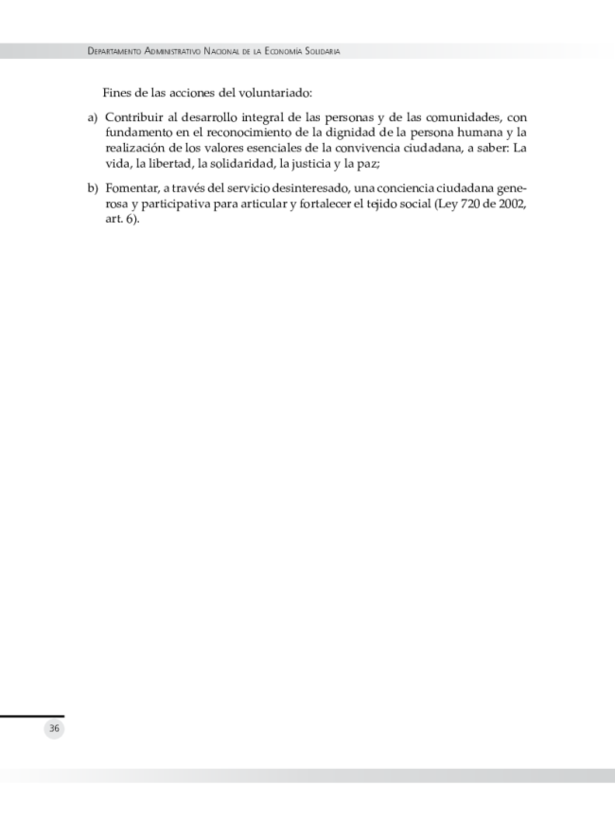 Departamento Administrativo Nacional de la Economía Solidaria
Fines de las acciones del voluntariado:
a) Contribuir al desarrollo integral de las personas y de las comunidades, con
fundamento en el reconocimiento de la dignidad de la persona humana y la
realización de los valores esenciales de la convivencia ciudadana, a saber: La
vida, la libertad, la solidaridad, la justicia y la paz;
b) Fomentar, a través del servicio desinteresado, una conciencia ciudadana gene-
rosa y participativa para articular y fortalecer el tejido social (Ley 720 de 2002,
art. 6).
36